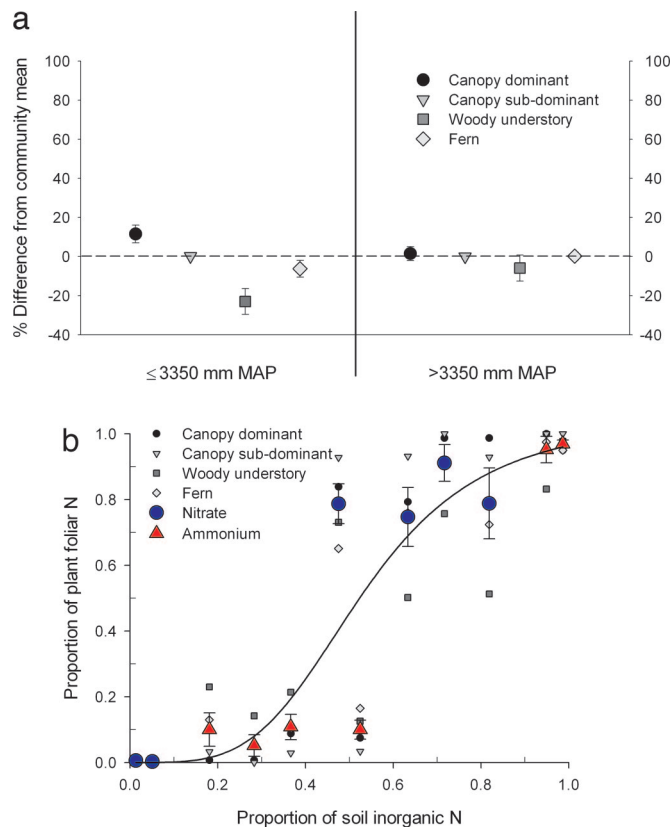 a
% Difference from community mean
100
80
60
40
20
0
-20
-40
100
80
60
40
20
0
-20
-40
Canopy dominant
Canopy sub-dominant
Woody understory
Fern
≤3350 mm MAP
>3350 mm MAP
b
Proportion of plant foliar N
1.0
0.8
0.6
0.4
0.2
0.0
Canopy dominant
Canopy sub-dominant
Woody understory
Fern
Nitrate
Ammonium
0.0
0.2
0.4
0.6
0.8
1.0
Proportion of soil inorganic N